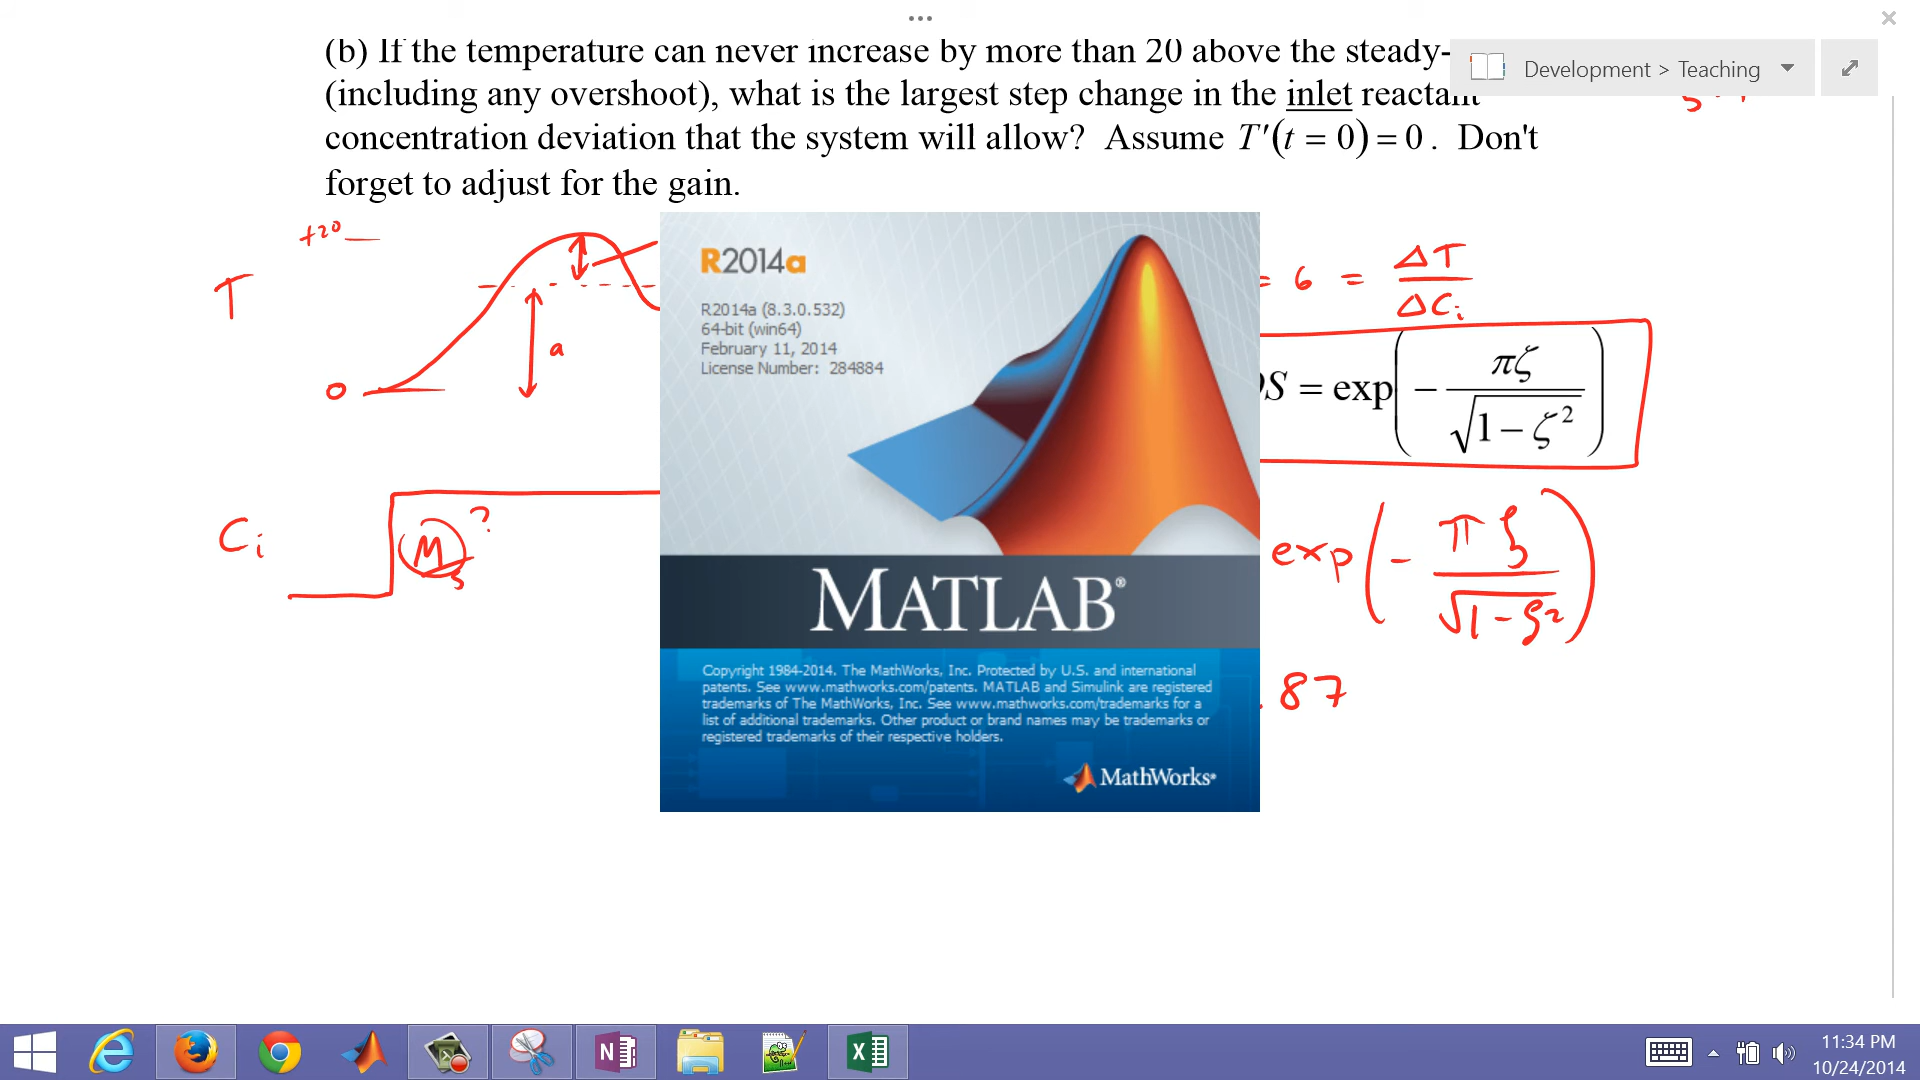 (b) If the temperature can never increase by more than 20 above the steady-
Development > Teaching
(including any overshoot), what is the largest step change in the inlet reactant
concentration deviation that the system will allow? Assume T′(t = 0) = 0. Don't
forget to adjust for the gain.
+20
T
a
0
Ci
M
?
R2014a
R2014a (8.3.0.532)
64-bit (win64)
February 11, 2014
License Number: 284884
MATLAB®
Copyright 1984-2014. The MathWorks, Inc. Protected by U.S. and international
patents. See www.mathworks.com/patents. MATLAB and Simulink are registered
trademarks of The MathWorks, Inc. See www.mathworks.com/trademarks for a
list of additional trademarks. Other product or brand names may be trademarks or
registered trademarks of their respective holders.
MathWorks®
= 6 = ΔT / ΔCi
OS = exp(− πζ / √1 − ζ²)
exp(− πζ / √1 − ζ²)
.87
11:34 PM
10/24/2014